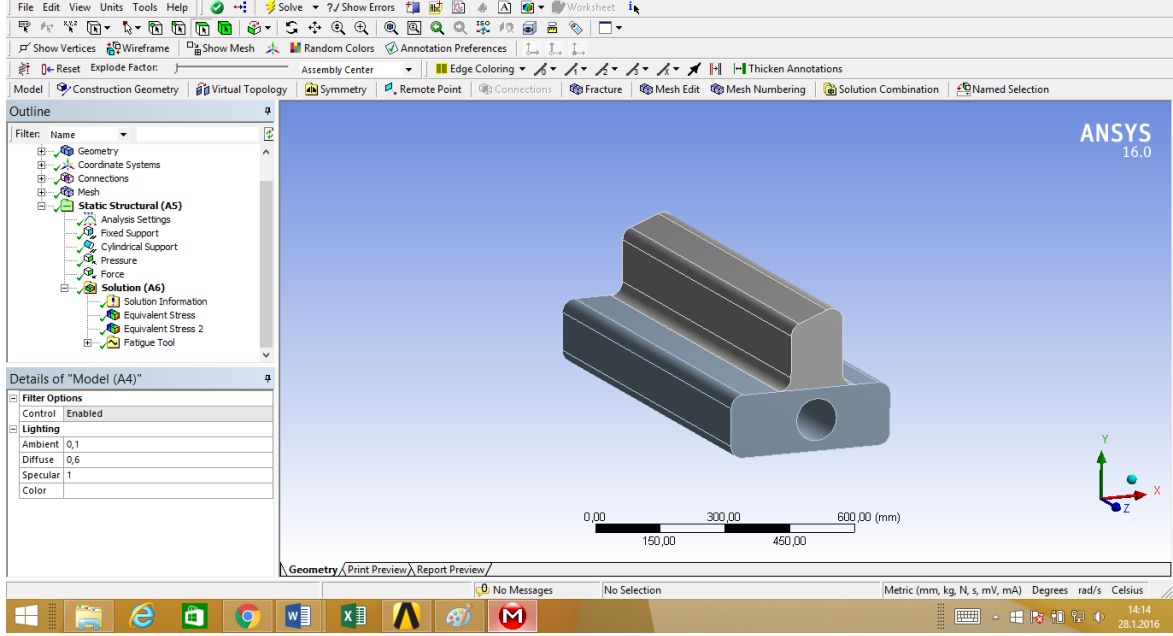 File Edit View Units Tools Help Solve ?/ Show Errors Worksheet
Show Vertices Wireframe Show Mesh Random Colors Annotation Preferences
Reset Explode Factor: Assembly Center Edge Coloring Thicken Annotations
Model Construction Geometry Virtual Topology Symmetry Remote Point Connections Fracture Mesh Edit Mesh Numbering Solution Combination Named Selection
Outline
Filter: Name
Geometry
Coordinate Systems
Connections
Mesh
Static Structural (A5)
Analysis Settings
Fixed Support
Cylindrical Support
Pressure
Force
Solution (A6)
Solution Information
Equivalent Stress
Equivalent Stress 2
Fatigue Tool
Details of "Model (A4)"
Filter Options
Control Enabled
Lighting
Ambient 0,1
Diffuse 0,6
Specular 1
Color
ANSYS
16.0
Y
X
Z
0,00 300,00 600,00 (mm)
150,00 450,00
Geometry Print Preview Report Preview
No Messages No Selection Metric (mm, kg, N, s, mV, mA) Degrees rad/s Celsius
14:14
28.1.2016